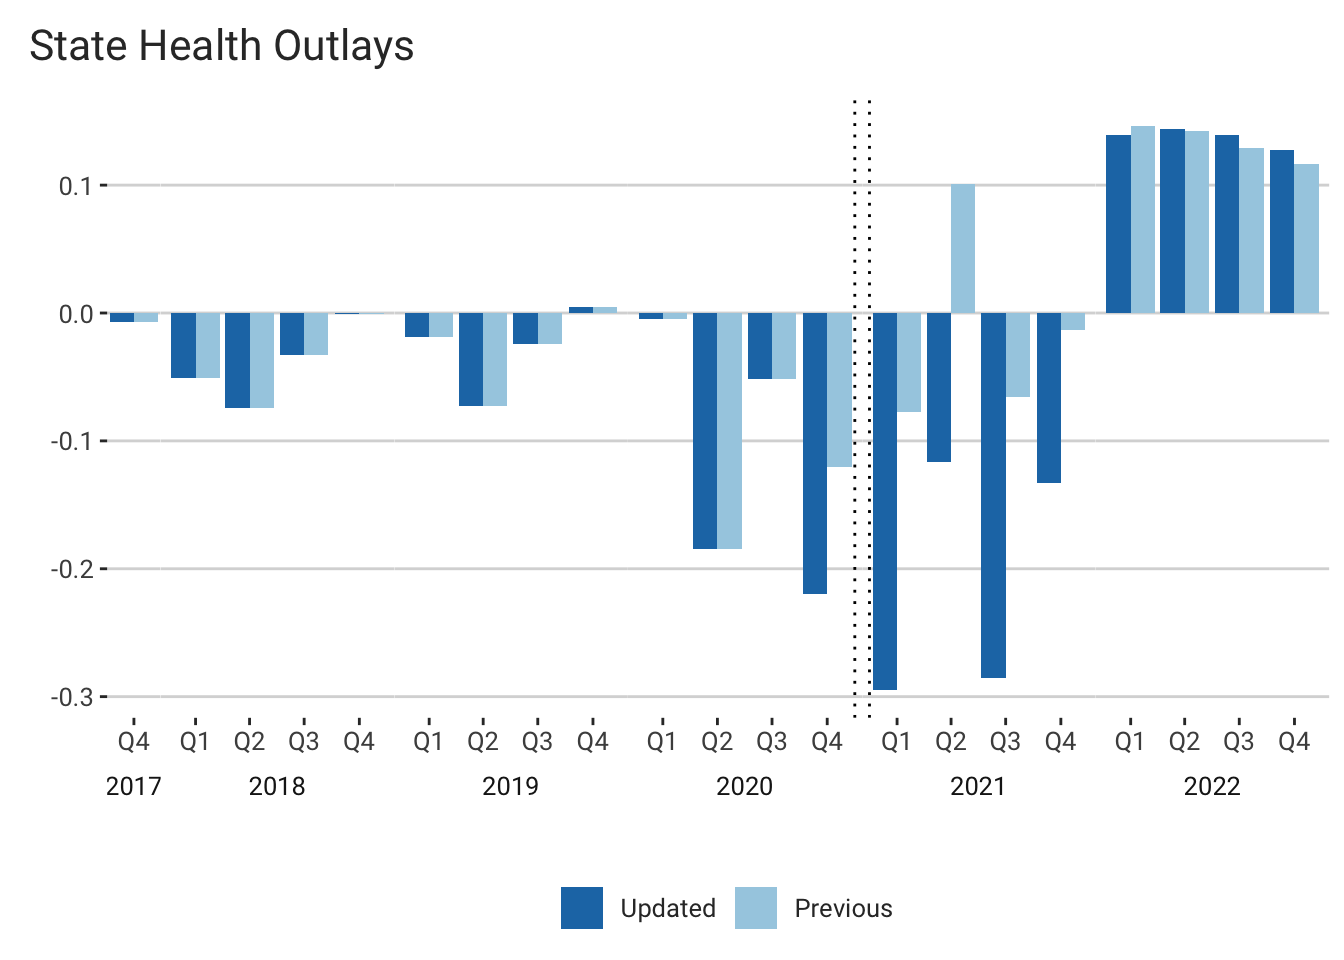 State Health Outlays
0.1
0.0
-0.1
-0.2
-0.3
Q4 Q1 Q2 Q3 Q4 Q1 Q2 Q3 Q4 Q1 Q2 Q3 Q4 Q1 Q2 Q3 Q4 Q1 Q2 Q3 Q4
2017 2018 2019 2020 2021 2022
Updated Previous